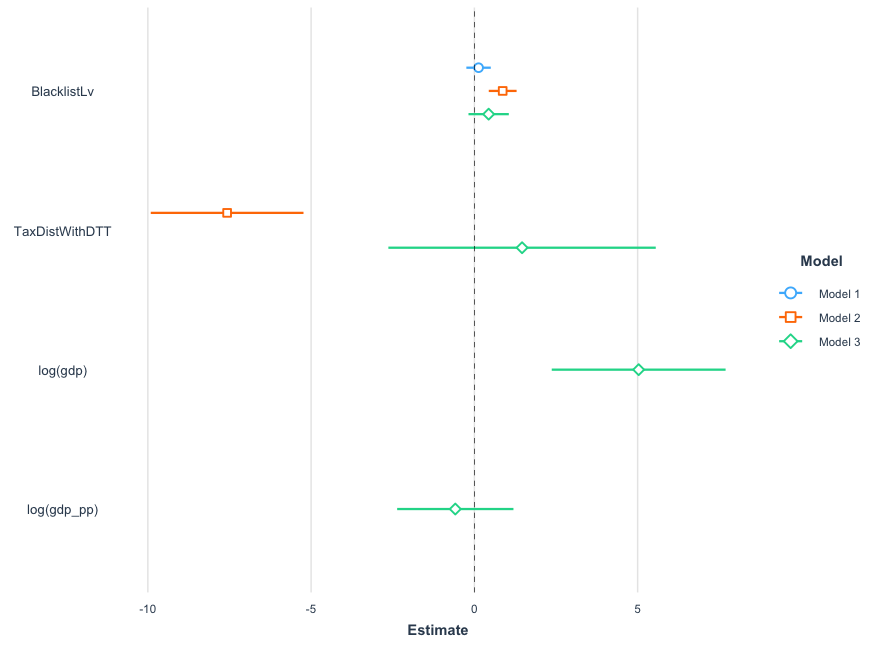 BlacklistLv
TaxDistWithDTT
log(gdp)
log(gdp_pp)
-10
-5
0
5
Estimate
Model
Model 1
Model 2
Model 3